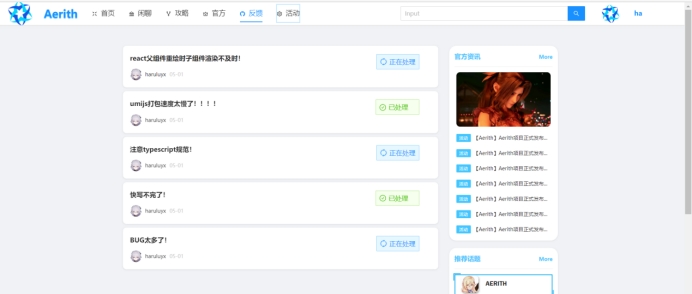 Aerith 首页 闲聊 攻略 官方 反馈 活动 Input ha
react父组件重绘时子组件渲染不及时！
正在处理
haruluyx 05-01
umijs打包速度太慢了！！！！
已处理
haruluyx 05-01
注意typescript规范！
正在处理
haruluyx 05-01
快写不完了！
已处理
haruluyx 05-01
BUG太多了！
正在处理
haruluyx 05-01
官方资讯 More
活动 【Aerith】Aerith项目正式发布...
活动 【Aerith】Aerith项目正式发布...
活动 【Aerith】Aerith项目正式发布...
活动 【Aerith】Aerith项目正式发布...
活动 【Aerith】Aerith项目正式发布...
活动 【Aerith】Aerith项目正式发布...
活动 【Aerith】Aerith项目正式发布...
推荐话题 More
AERITH